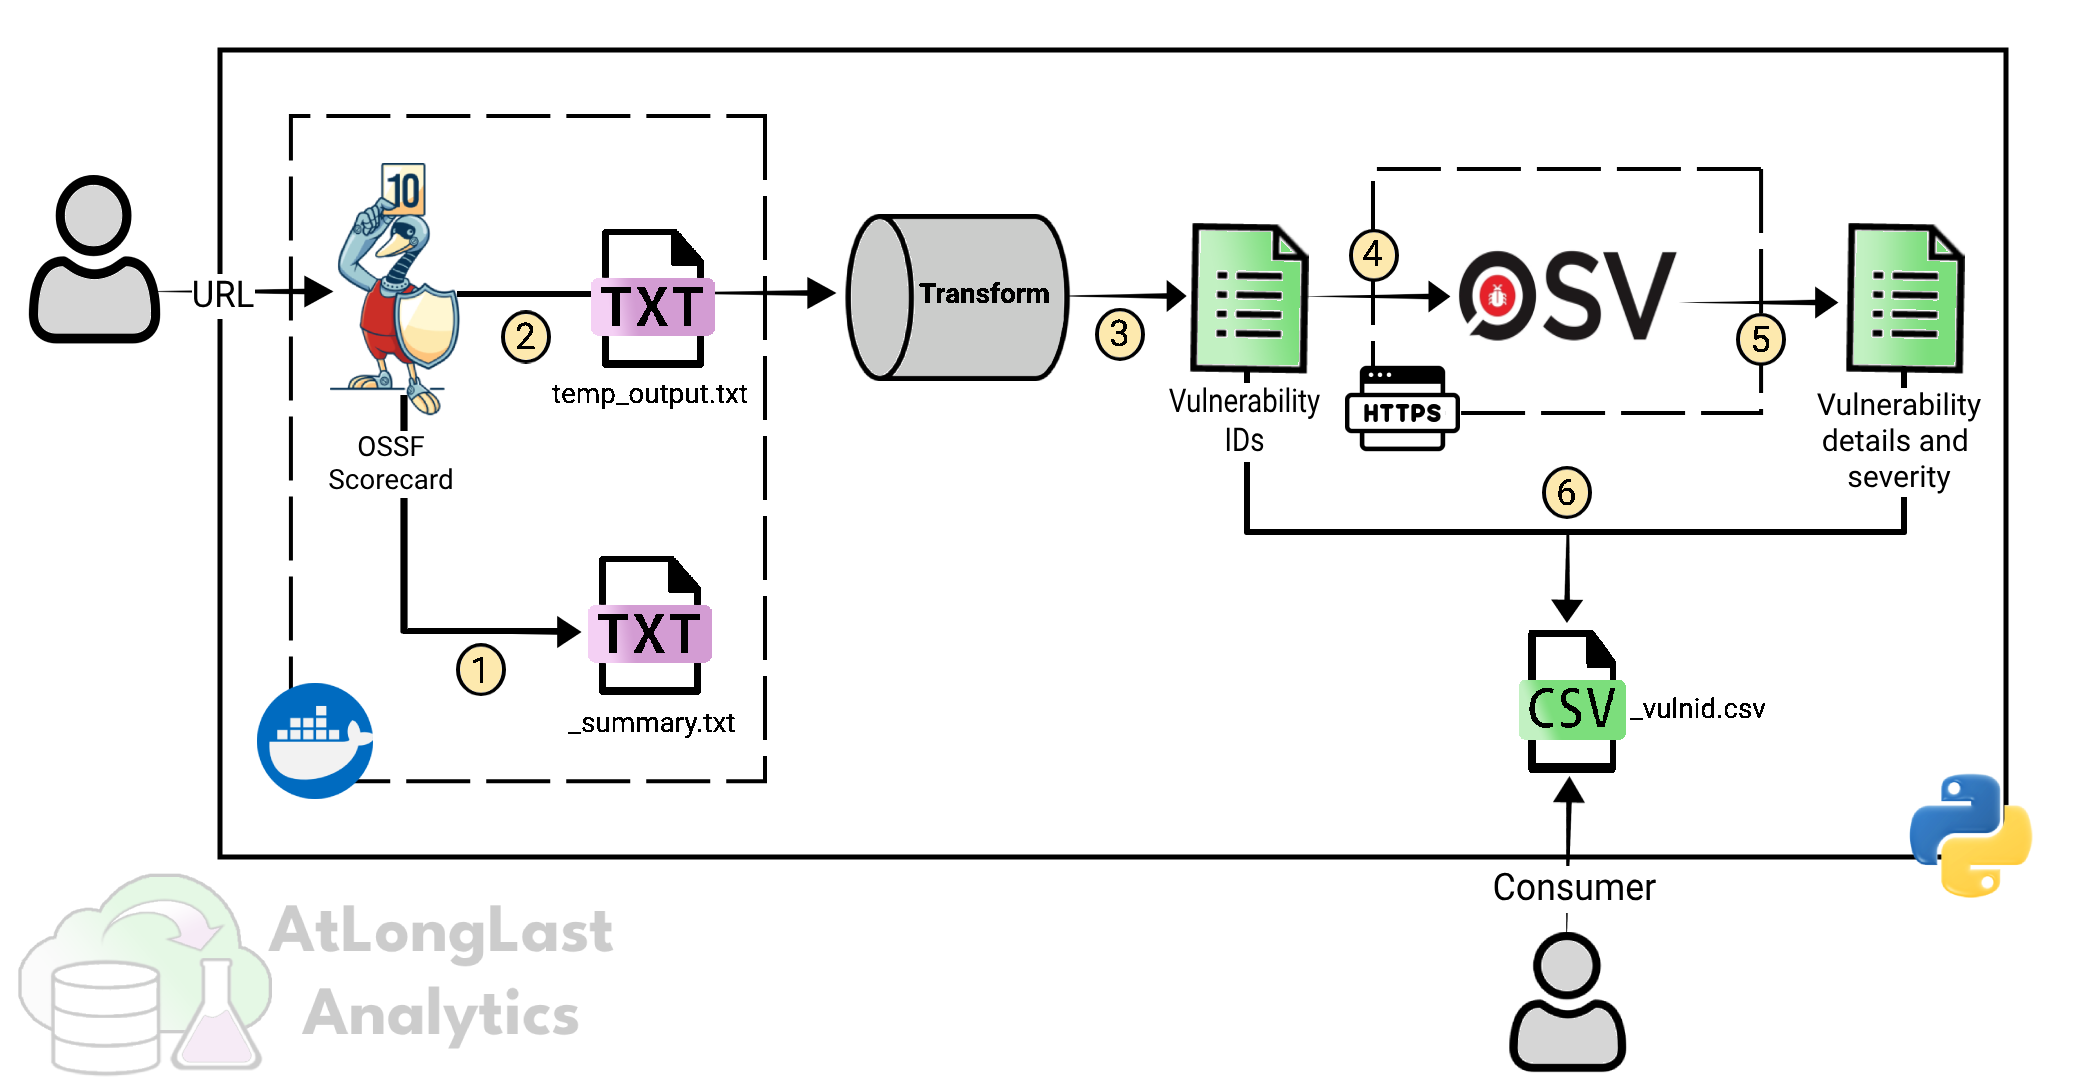 URL
10
OSSF
Scorecard
2
TXT
temp_output.txt
1
TXT
_summary.txt
Transform
3
Vulnerability
IDs
4
HTTPS
OSV
5
Vulnerability
details and
severity
6
CSV
_vulnid.csv
Consumer
AtLongLast
Analytics